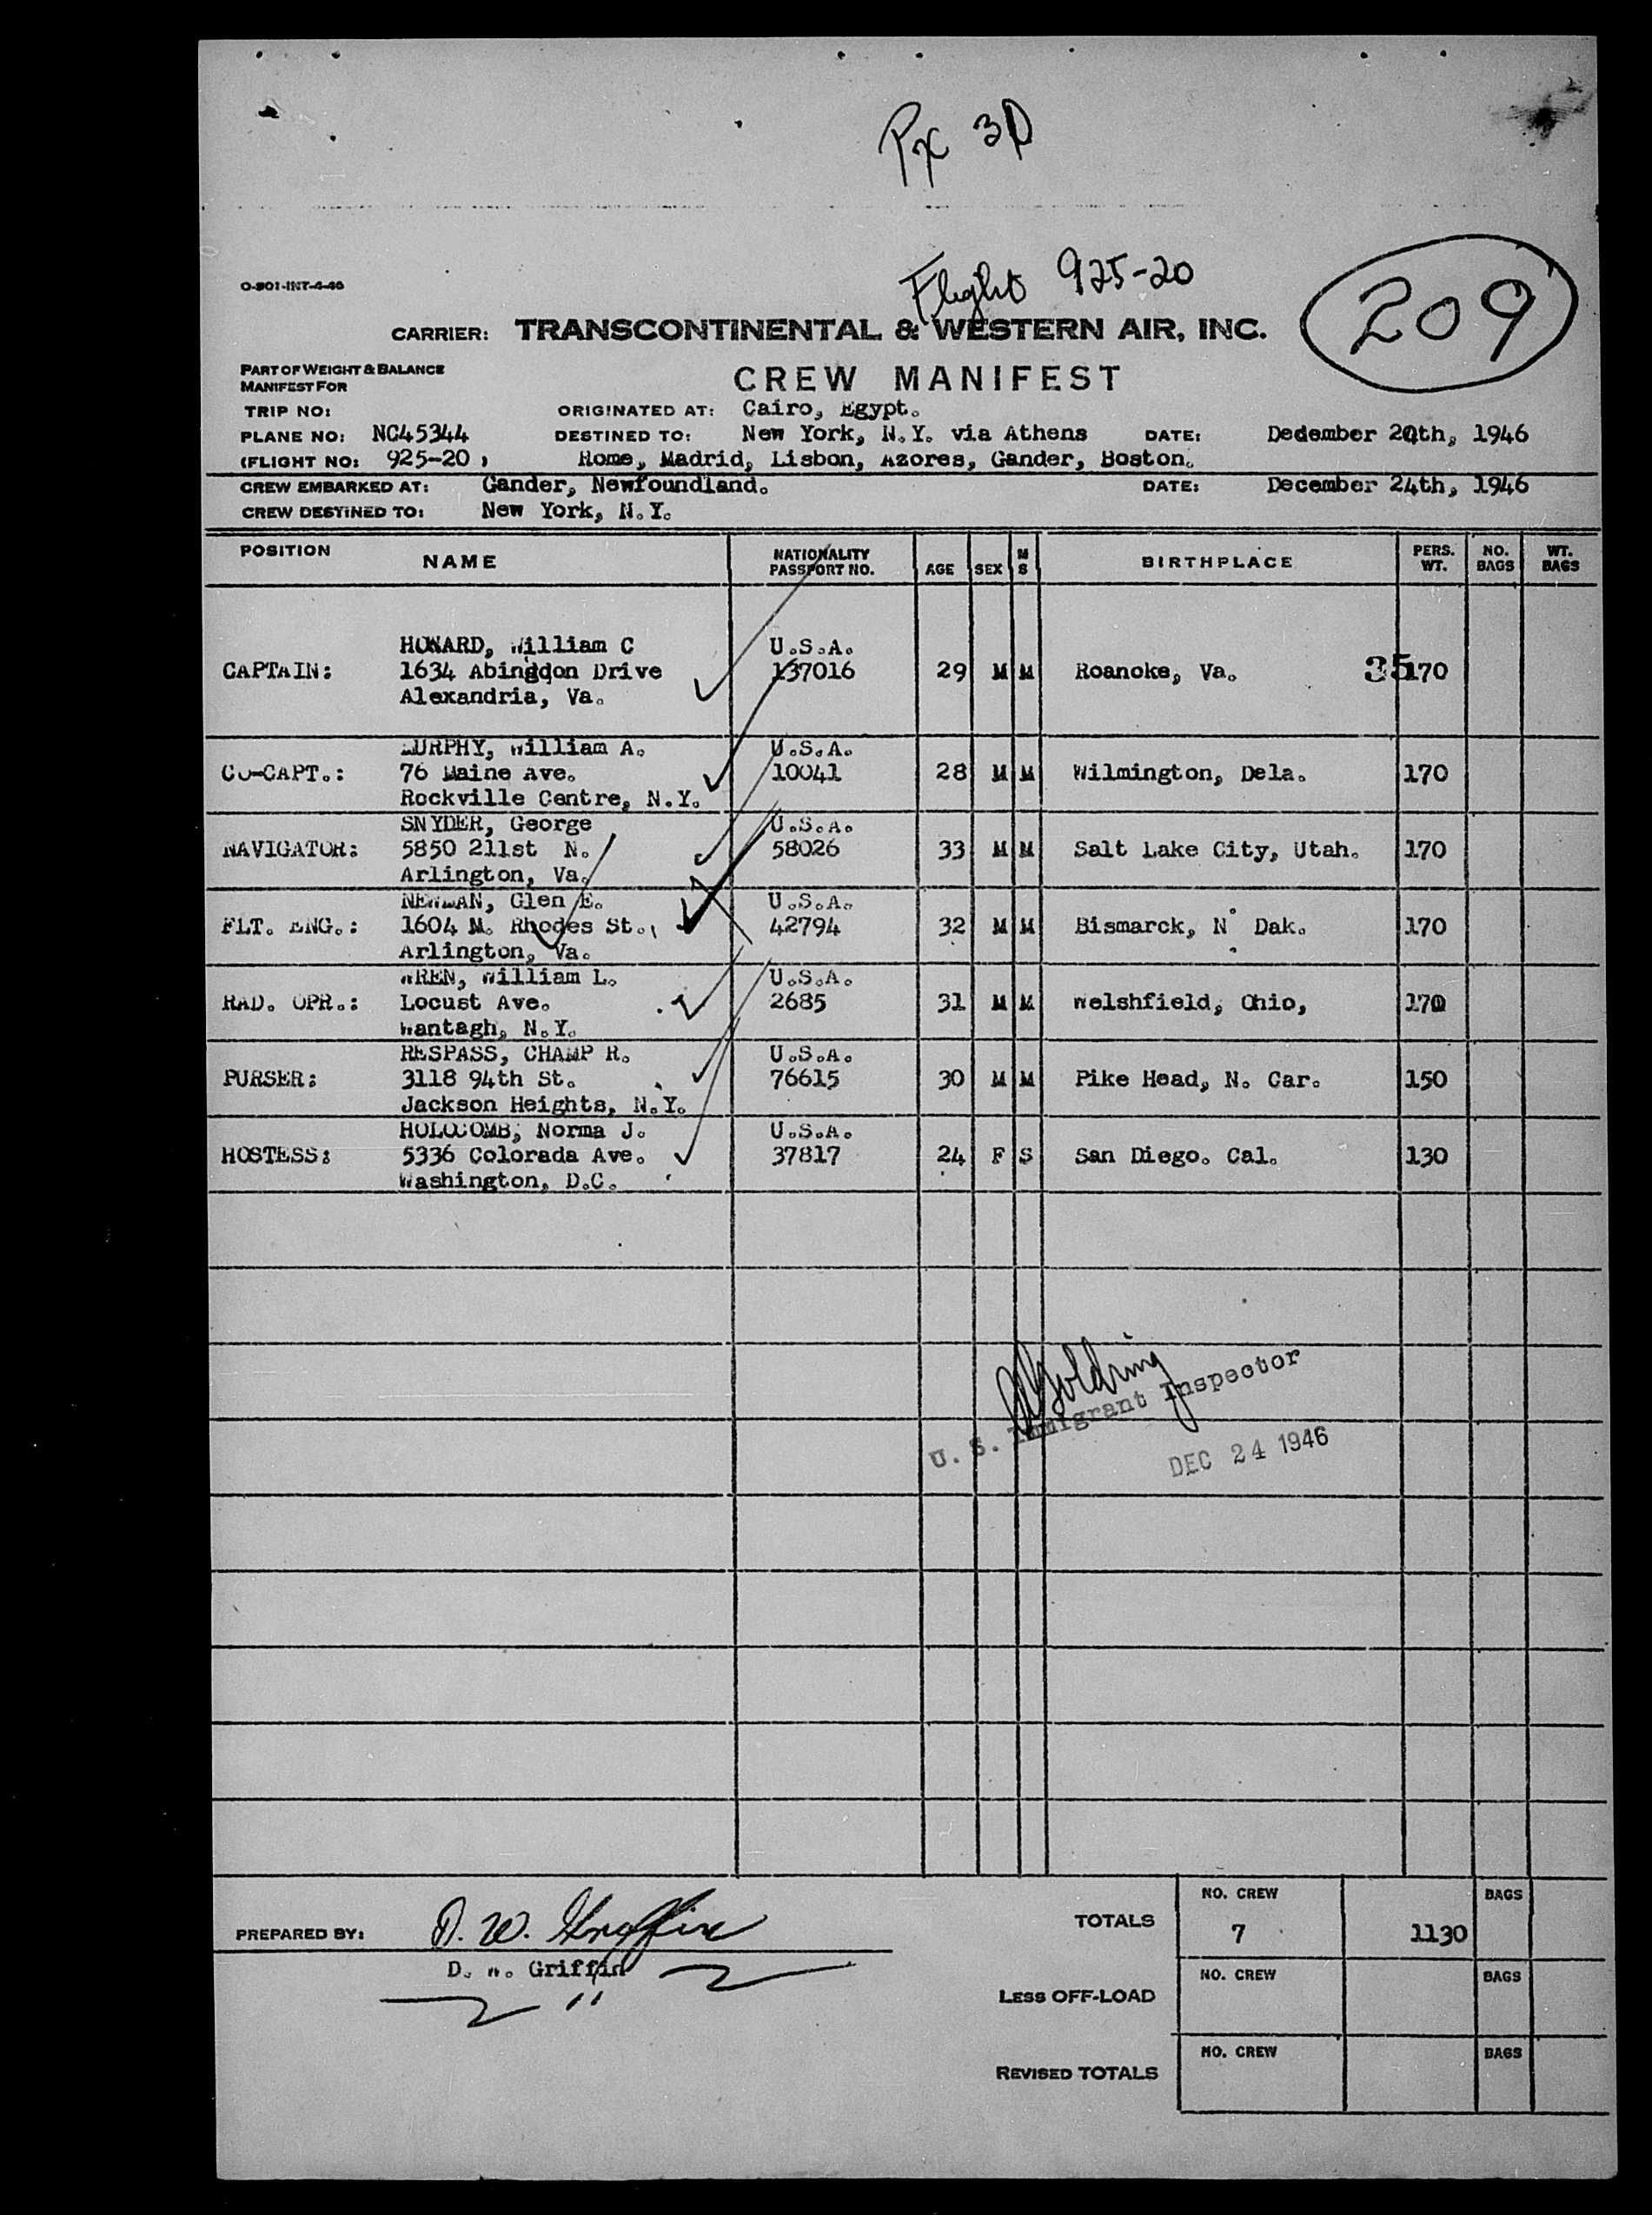 Px 3D
Flight 925-20
209
O-801-INT-4-46
CARRIER: TRANSCONTINENTAL & WESTERN AIR, INC.
PART OF WEIGHT & BALANCE
MANIFEST FOR
CREW MANIFEST
TRIP NO: ORIGINATED AT: Cairo, Egypt.
PLANE NO: NC45344 DESTINED TO: New York, N.Y. via Athens DATE: Dedember 20th, 1946
(FLIGHT NO: 925-20 ) Rome, Madrid, Lisbon, Azores, Gander, Boston.
CREW EMBARKED AT: Gander, Newfoundland. DATE: December 24th, 1946
CREW DESTINED TO: New York, N.Y.
POSITION NAME NATIONALITY PASSPORT NO. AGE SEX M S BIRTHPLACE PERS. WT. NO. BAGS WT. BAGS
HOWARD, William C U.S.A.
CAPTAIN: 1634 Abingdon Drive 137016 29 M M Roanoke, Va. 35 170
Alexandria, Va.
MURPHY, William A. U.S.A.
CO-CAPT.: 76 Maine Ave. 10041 28 M M Wilmington, Dela. 170
Rockville Centre, N.Y.
SNYDER, George U.S.A.
NAVIGATOR: 5850 211st N. 58026 33 M M Salt Lake City, Utah. 170
Arlington, Va.
NEWMAN, Glen E. U.S.A.
FLT. ENG.: 1604 N. Rhodes St., 42794 32 M M Bismarck, N Dak. 170
Arlington, Va.
WREN, William L. U.S.A.
RAD. OPR.: Locust Ave. 2685 31 M M Welshfield, Ohio, 170
Wantagh, N.Y.
RESPASS, CHAMP R. U.S.A.
PURSER: 3118 94th St. 76615 30 M M Pike Head, N. Car. 150
Jackson Heights, N.Y.
HOLCOMB, Norma J. U.S.A.
HOSTESS: 5336 Colorada Ave. 37817 24 F S San Diego. Cal. 130
Washington, D.C.
Golding
U. S. Immigrant Inspector
DEC 24 1946
PREPARED BY: D. W. Griffin
D. W. Griffin
TOTALS NO. CREW 7 1130 BAGS
LESS OFF-LOAD NO. CREW BAGS
REVISED TOTALS NO. CREW BAGS